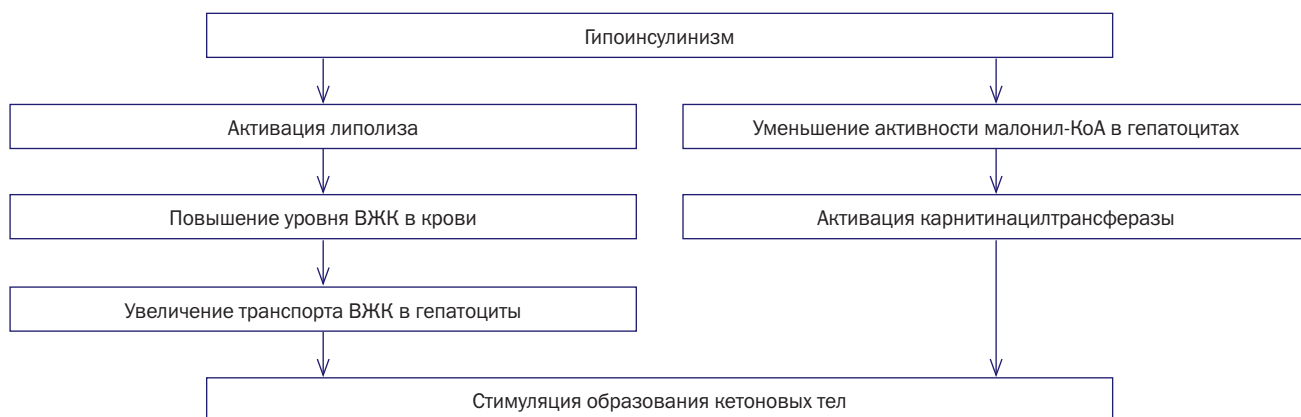 Гипоинсулинизм
Активация липолиза
Уменьшение активности малонил-КоА в гепатоцитах
Повышение уровня ВЖК в крови
Активация карнитинацилтрансферазы
Увеличение транспорта ВЖК в гепатоциты
Стимуляция образования кетоновых тел